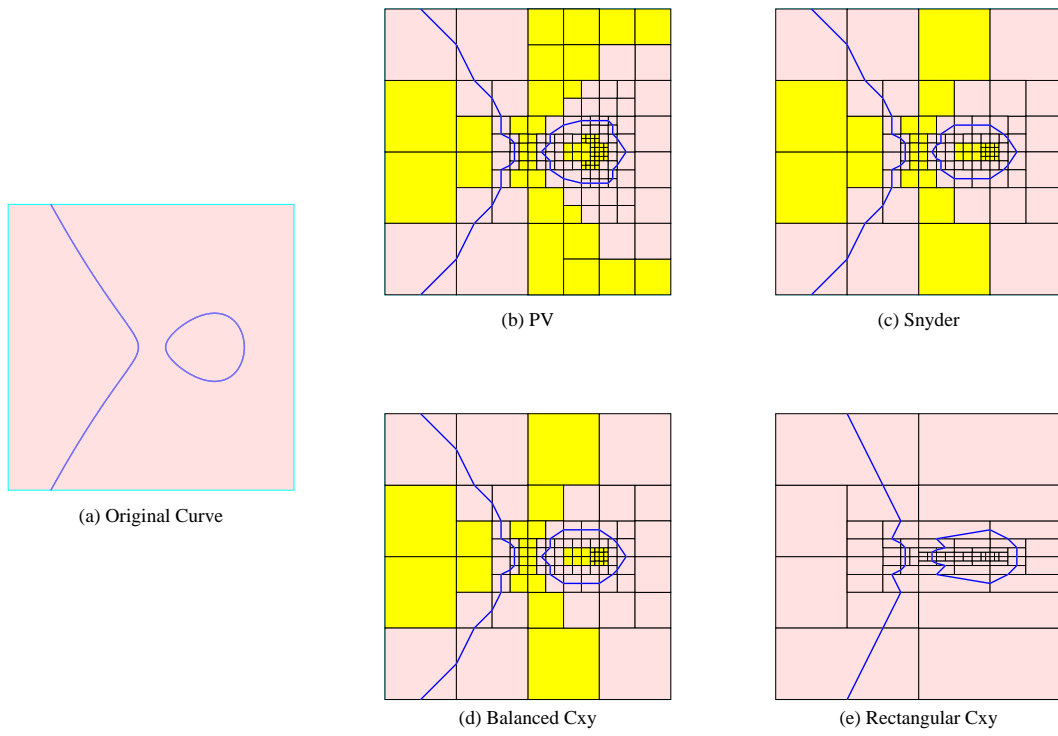 (b) PV
(c) Snyder
(a) Original Curve
(d) Balanced Cxy
(e) Rectangular Cxy